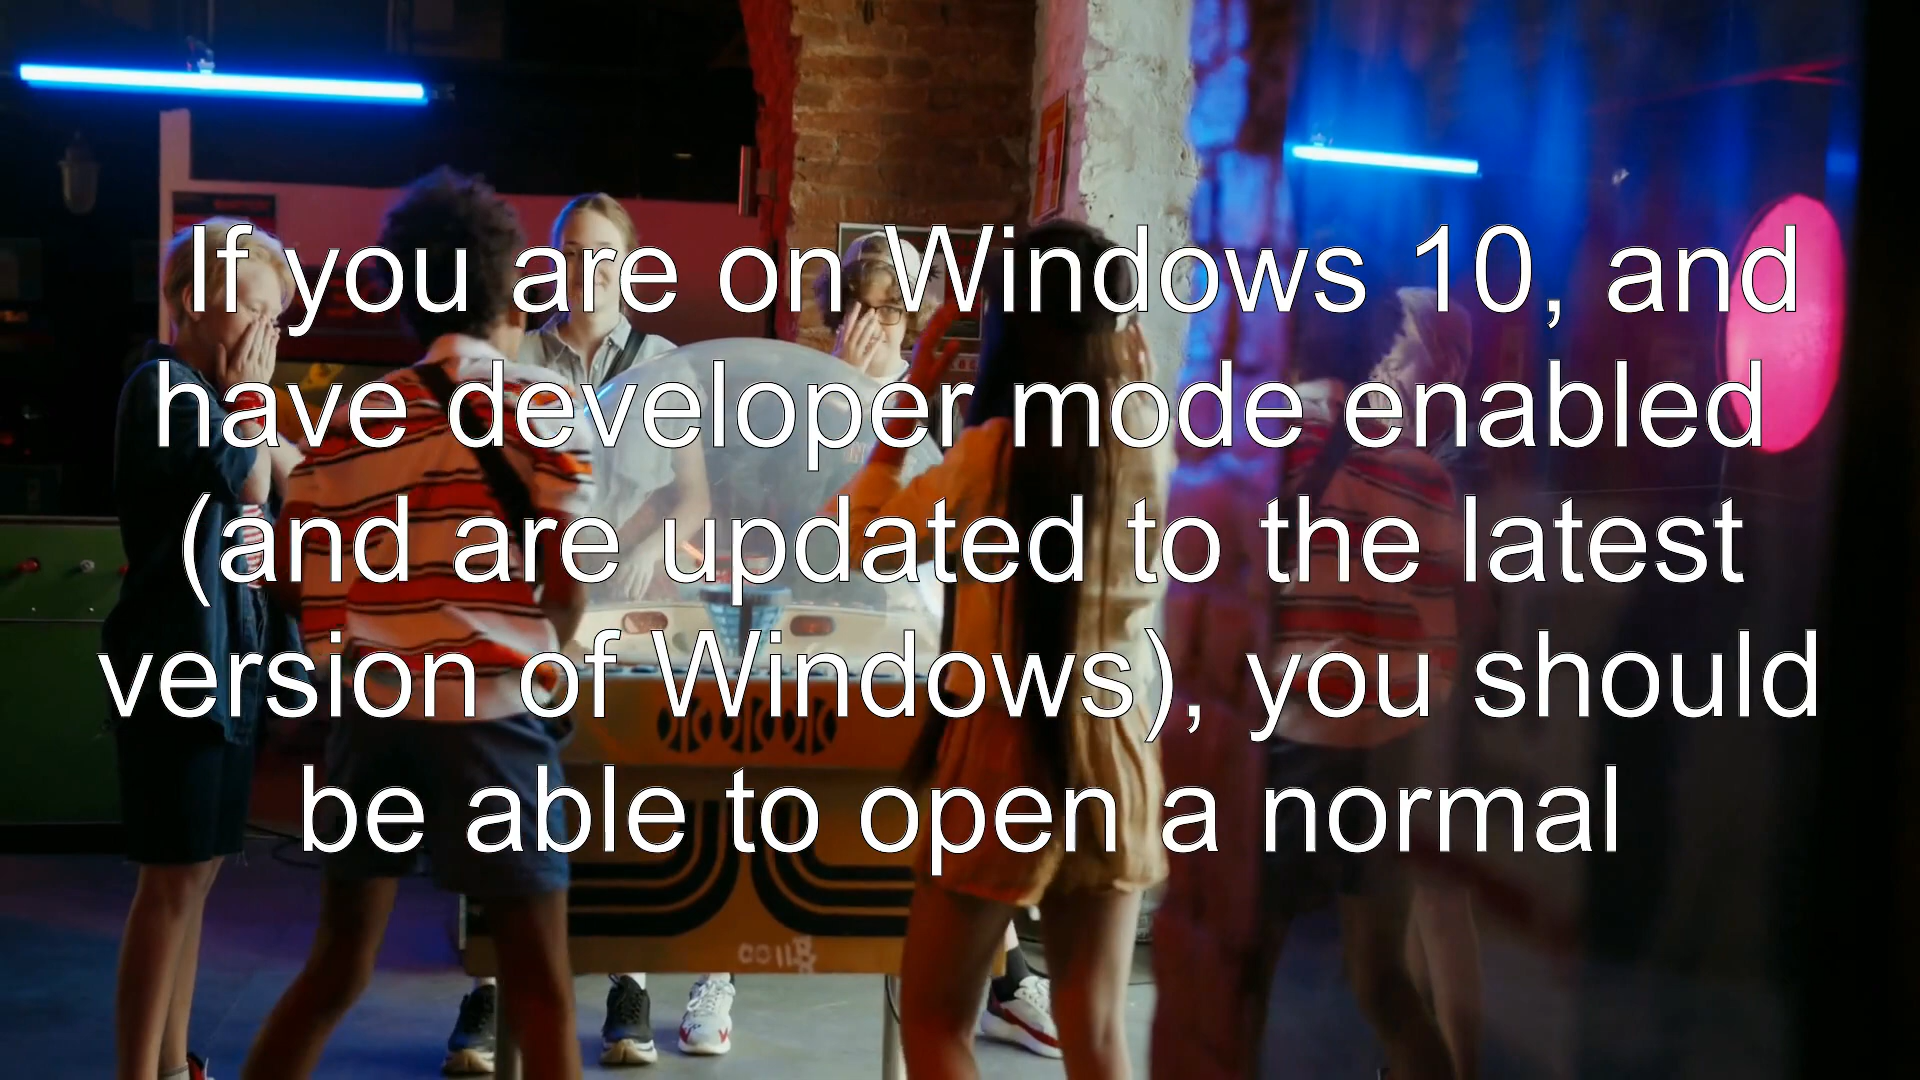 If you are on Windows 10, and
have developer mode enabled
(and are updated to the latest
version of Windows), you should
be able to open a normal